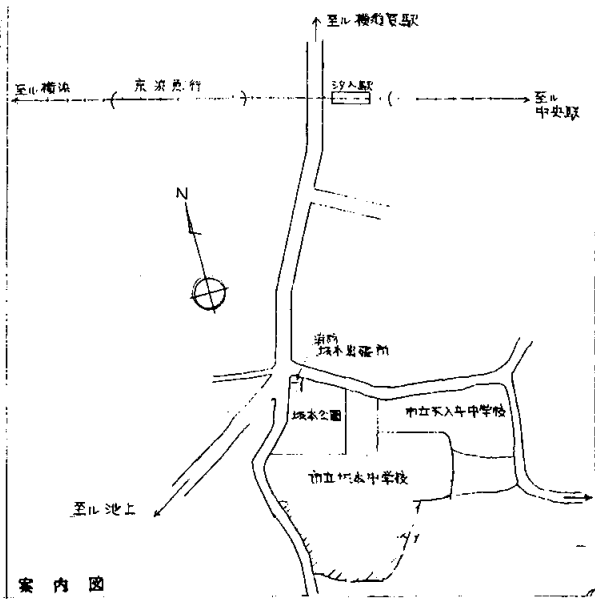 至ル横須賀駅
至ル横浜
京浜急行
汐入駅
至ル
中央駅
N
消防
坂本出張所
坂本公園
市立不入斗中学校
市立坂本中学校
至ル池上
案内図